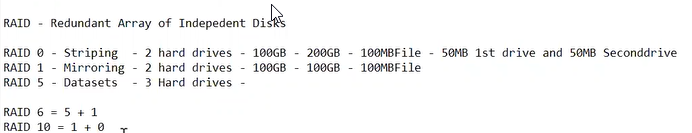 RAID - Redundant Array of Indepedent Disks
RAID 0 - Striping - 2 hard drives - 100GB - 200GB - 100MBFile - 50MB 1st drive and 50MB Seconddrive
RAID 1 - Mirroring - 2 hard drives - 100GB - 100GB - 100MBFile
RAID 5 - Datasets - 3 Hard drives -
RAID 6 = 5 + 1
RAID 10 = 1 + 0